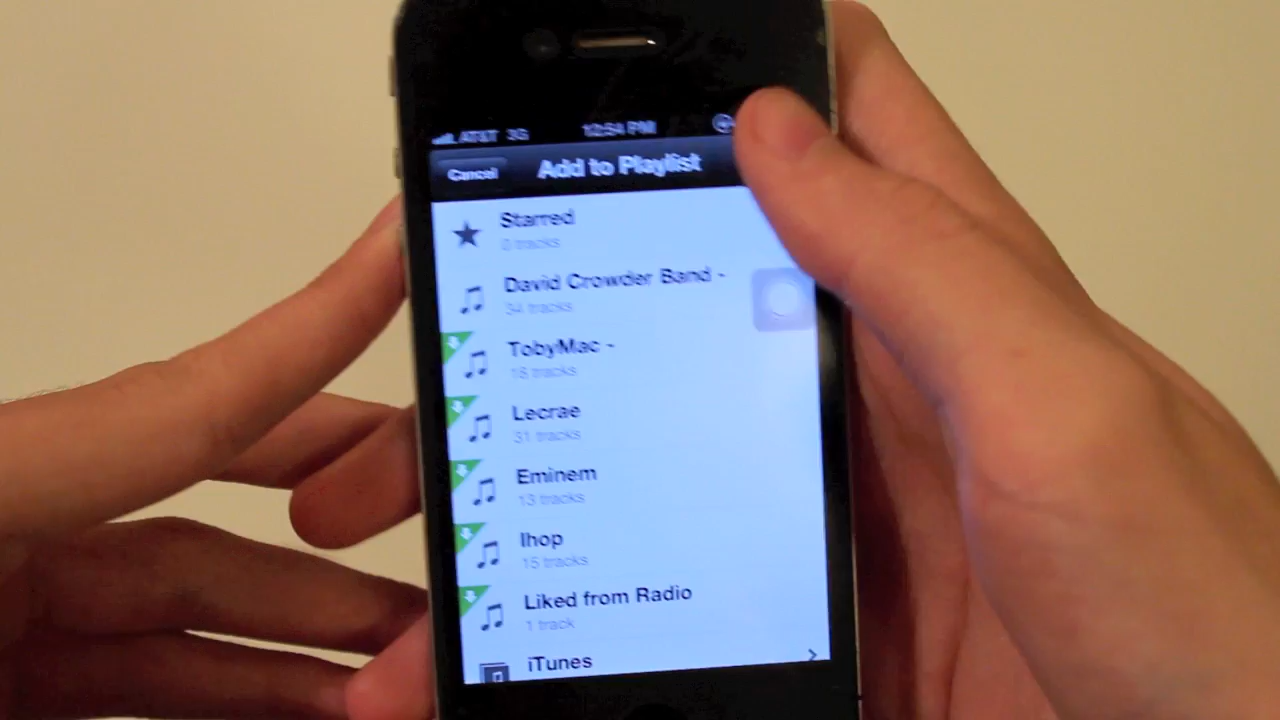 AT&T 3G 12:54 PM
Cancel Add to Playlist
Starred
0 tracks
David Crowder Band -
34 tracks
TobyMac -
18 tracks
Lecrae
31 tracks
Eminem
13 tracks
Ihop
15 tracks
Liked from Radio
1 track
iTunes